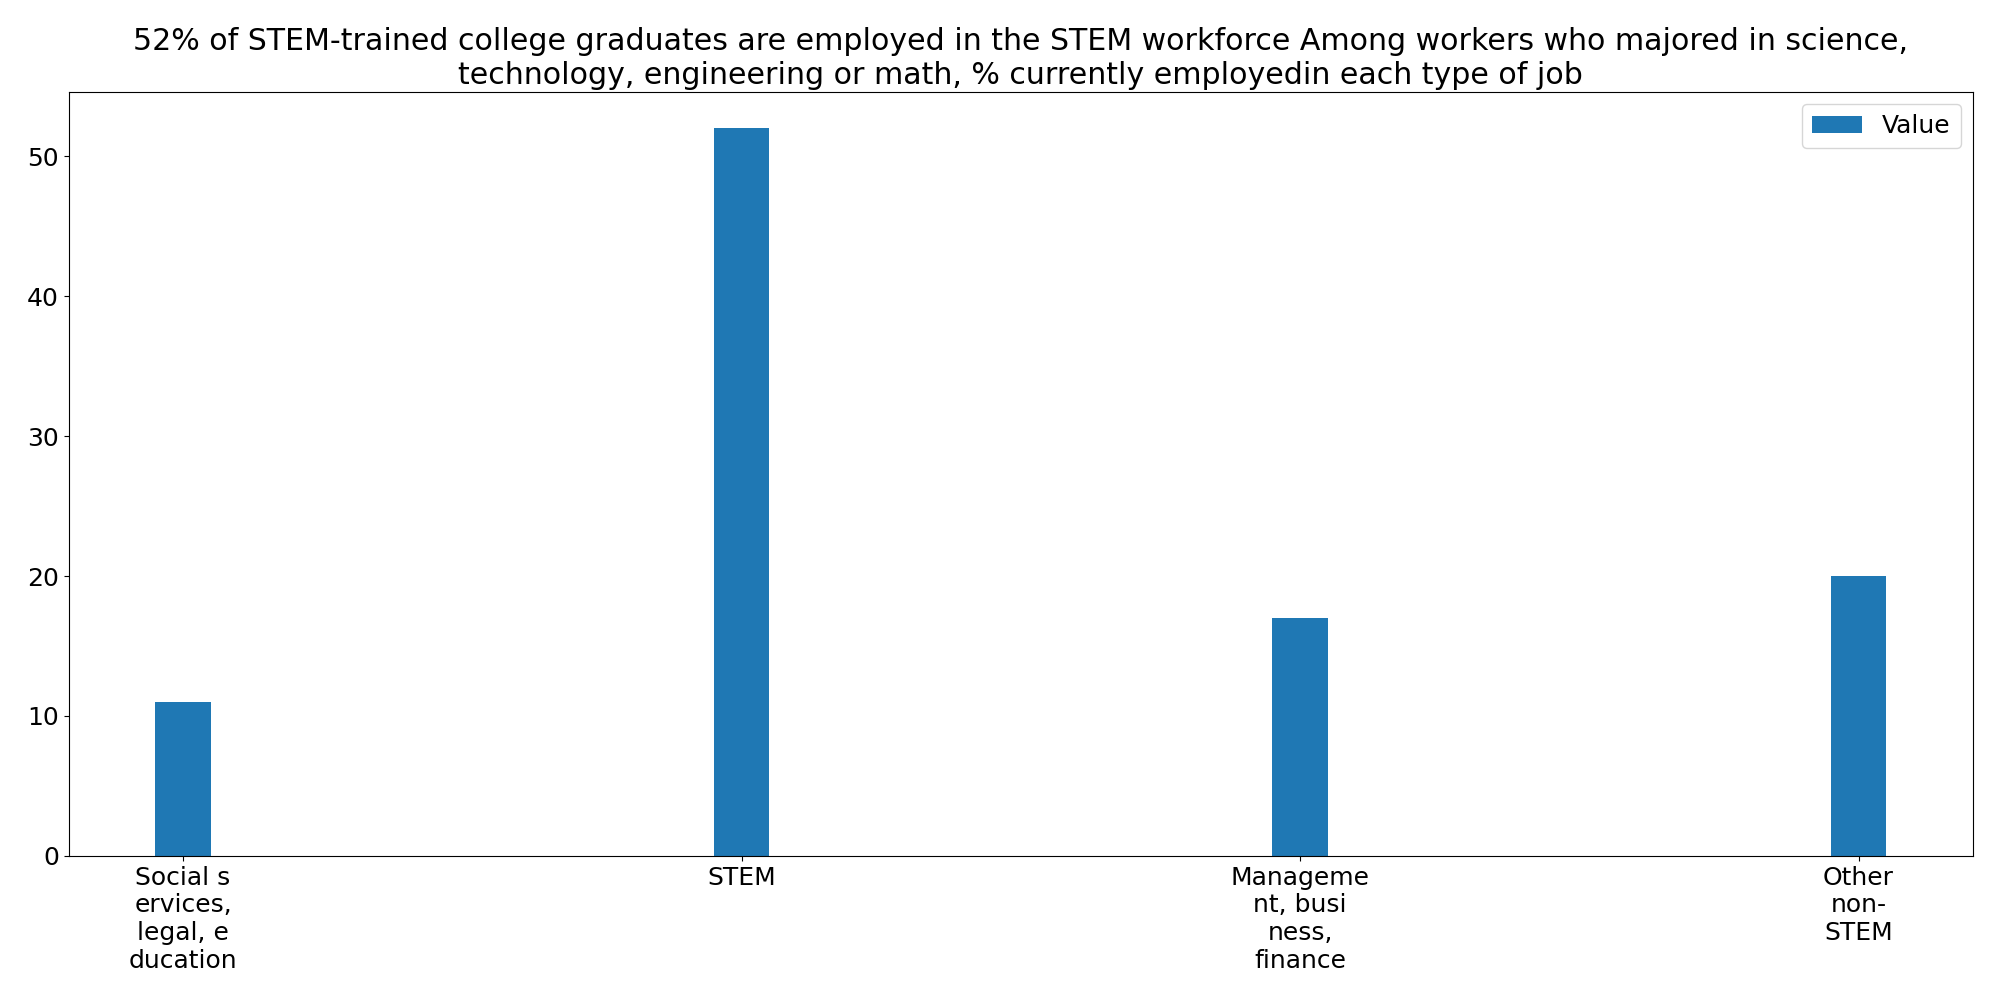 52% of STEM-trained college graduates are employed in the STEM workforce Among workers who majored in science,
technology, engineering or math, % currently employedin each type of job
Value
50
40
30
20
10
0
Social s
ervices,
legal, e
ducation
STEM
Manageme
nt, busi
ness,
finance
Other
non-
STEM